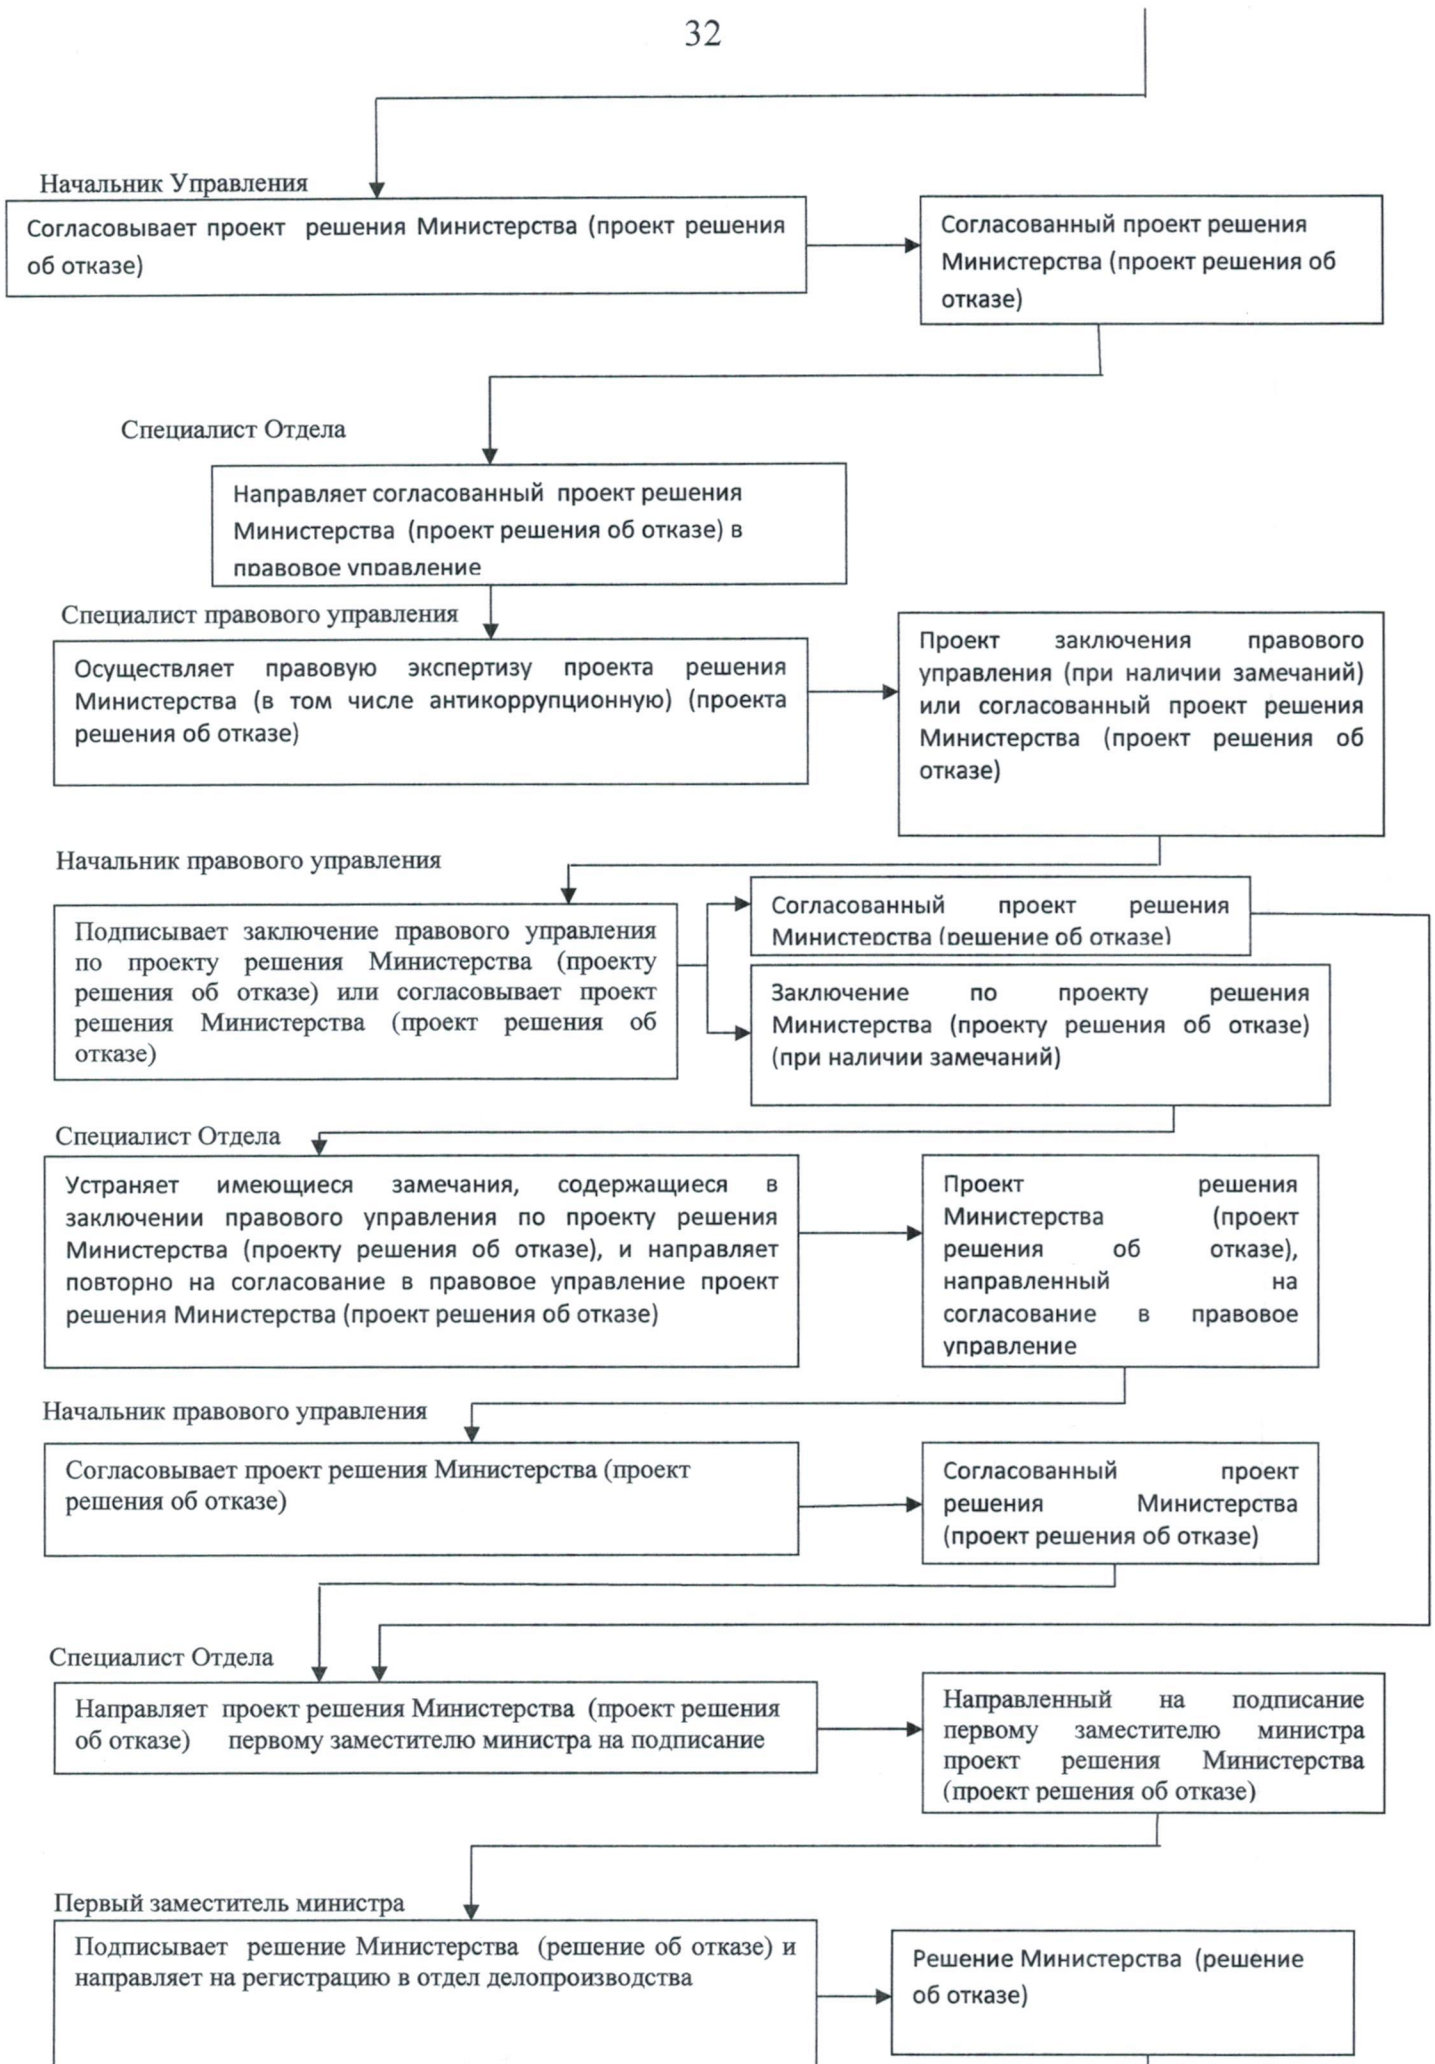 32
Начальник Управления
Согласовывает проект решения Министерства (проект решения
об отказе)
Согласованный проект решения
Министерства (проект решения об
отказе)
Специалист Отдела
Направляет согласованный проект решения
Министерства (проект решения об отказе) в
правовое управление
Специалист правового управления
Осуществляет правовую экспертизу проекта решения
Министерства (в том числе антикоррупционную) (проекта
решения об отказе)
Проект заключения правового
управления (при наличии замечаний)
или согласованный проект решения
Министерства (проект решения об
отказе)
Начальник правового управления
Подписывает заключение правового управления
по проекту решения Министерства (проекту
решения об отказе) или согласовывает проект
решения Министерства (проект решения об
отказе)
Согласованный проект решения
Министерства (решение об отказе)
Заключение по проекту решения
Министерства (проекту решения об отказе)
(при наличии замечаний)
Специалист Отдела
Устраняет имеющиеся замечания, содержащиеся в
заключении правового управления по проекту решения
Министерства (проекту решения об отказе), и направляет
повторно на согласование в правовое управление проект
решения Министерства (проект решения об отказе)
Проект решения
Министерства (проект
решения об отказе),
направленный на
согласование в правовое
управление
Начальник правового управления
Согласовывает проект решения Министерства (проект
решения об отказе)
Согласованный проект
решения Министерства
(проект решения об отказе)
Специалист Отдела
Направляет проект решения Министерства (проект решения
об отказе) первому заместителю министра на подписание
Направленный на подписание
первому заместителю министра
проект решения Министерства
(проект решения об отказе)
Первый заместитель министра
Подписывает решение Министерства (решение об отказе) и
направляет на регистрацию в отдел делопроизводства
Решение Министерства (решение
об отказе)